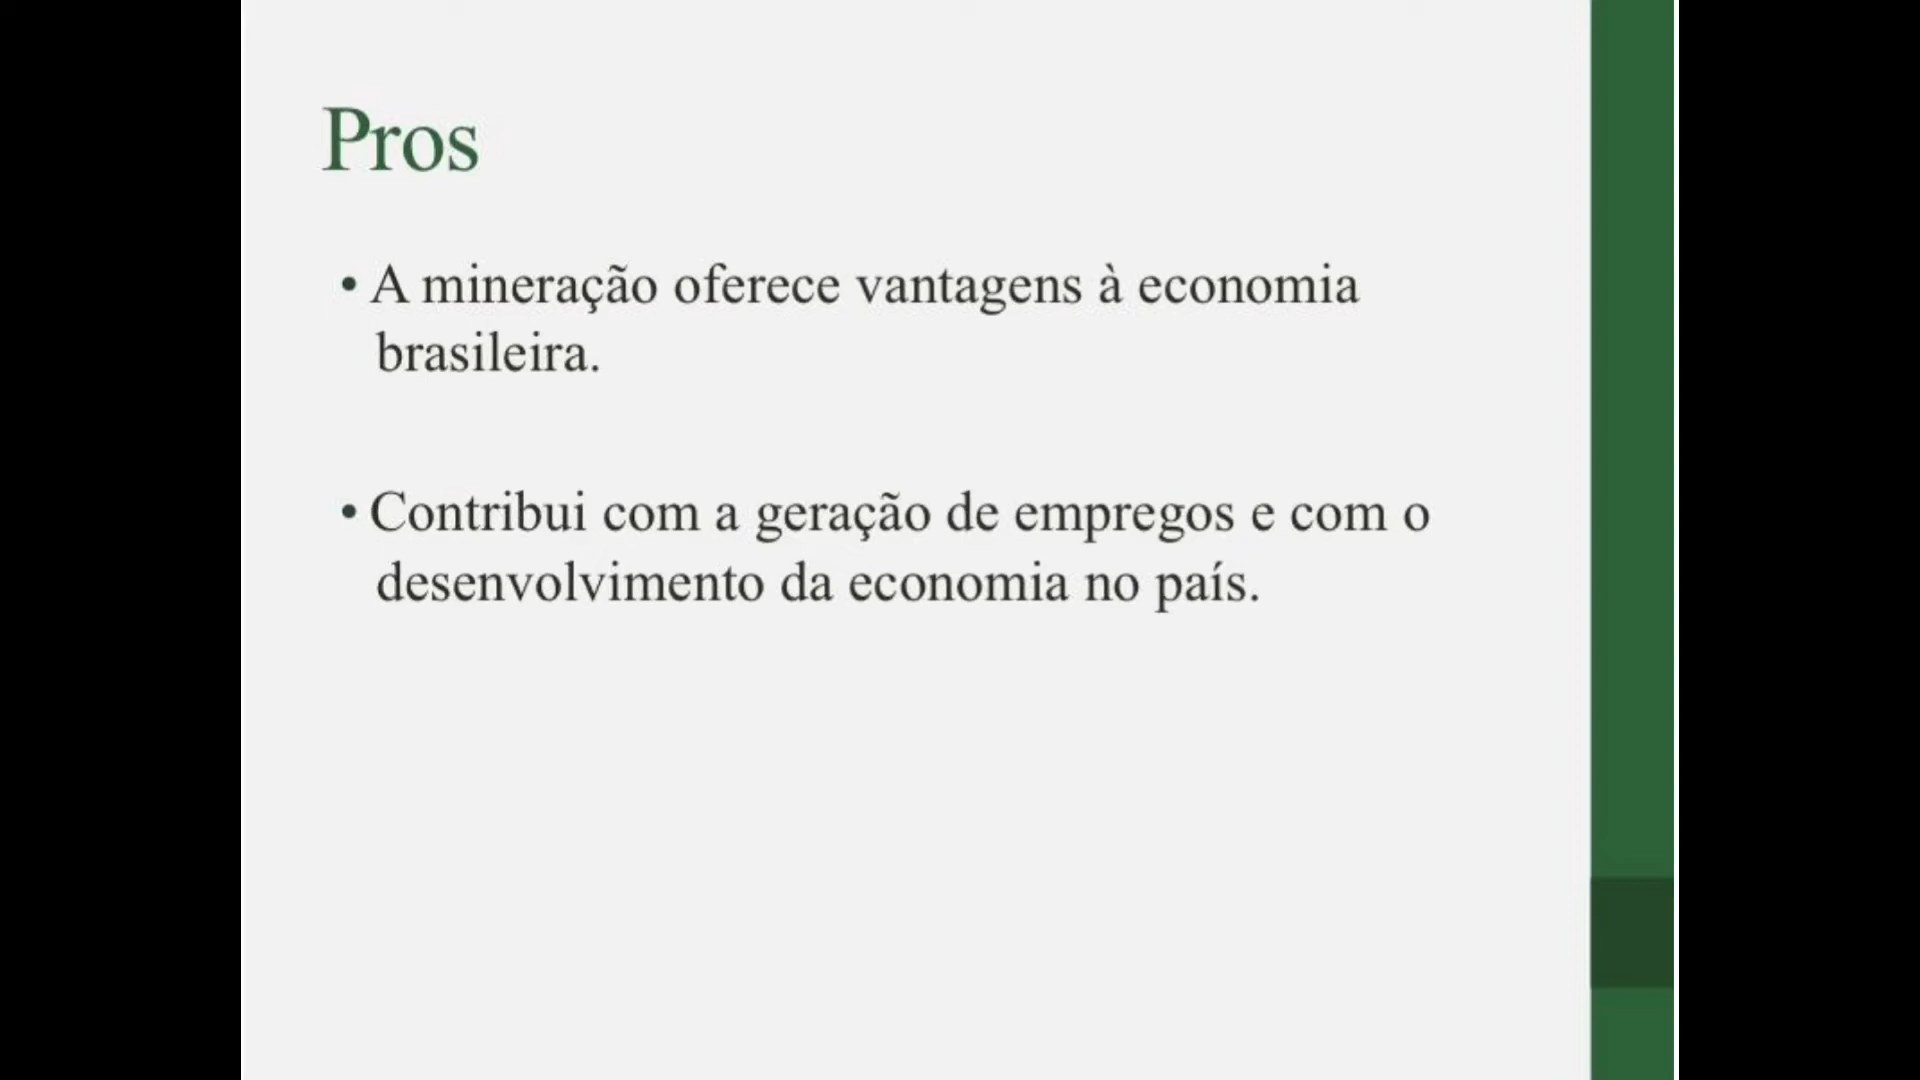 Pros
• A mineração oferece vantagens à economia
brasileira.
• Contribui com a geração de empregos e com o
desenvolvimento da economia no país.